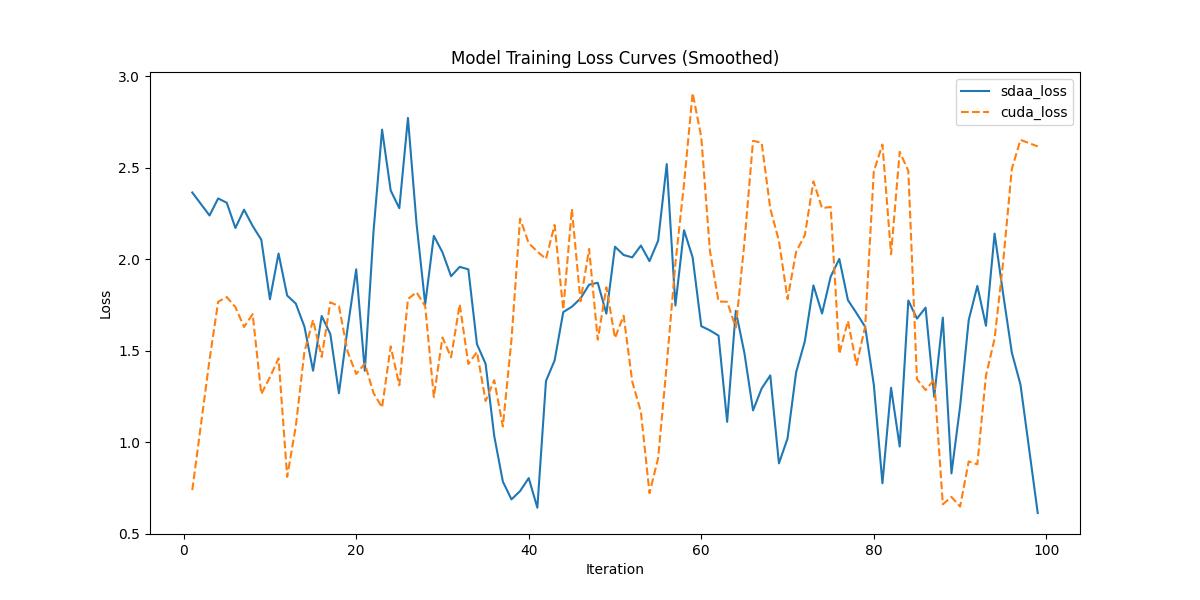 Model Training Loss Curves (Smoothed)
3.0
2.5
2.0
1.5
1.0
0.5
Loss
sdaa_loss
cuda_loss
0 20 40 60 80 100
Iteration